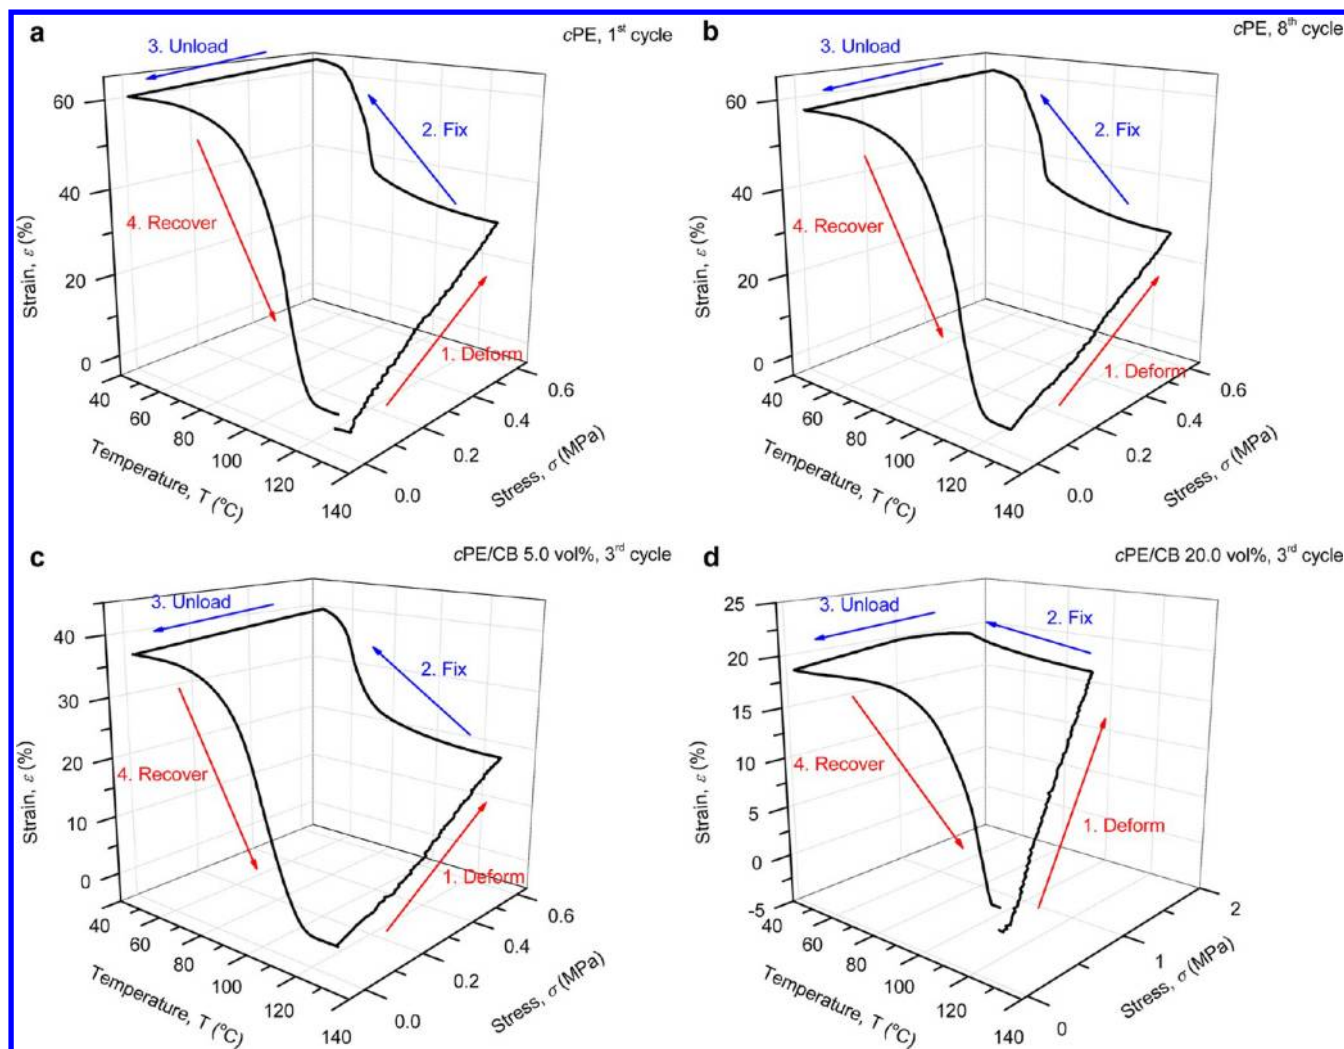 a
cPE, 1st cycle
3. Unload
2. Fix
4. Recover
1. Deform
Strain, ε (%)
60
40
20
0
40
60
80
100
120
140
Temperature, T (°C)
0.0
0.2
0.4
0.6
Stress, σ (MPa)
b
cPE, 8th cycle
3. Unload
2. Fix
4. Recover
1. Deform
Strain, ε (%)
60
40
20
0
40
60
80
100
120
140
Temperature, T (°C)
0.0
0.2
0.4
0.6
Stress, σ (MPa)
c
cPE/CB 5.0 vol%, 3rd cycle
3. Unload
2. Fix
4. Recover
1. Deform
Strain, ε (%)
40
30
20
10
0
40
60
80
100
120
140
Temperature, T (°C)
0.0
0.2
0.4
0.6
Stress, σ (MPa)
d
cPE/CB 20.0 vol%, 3rd cycle
3. Unload
2. Fix
4. Recover
1. Deform
Strain, ε (%)
25
20
15
10
5
0
-5
40
60
80
100
120
140
Temperature, T (°C)
0
1
2
Stress, σ (MPa)